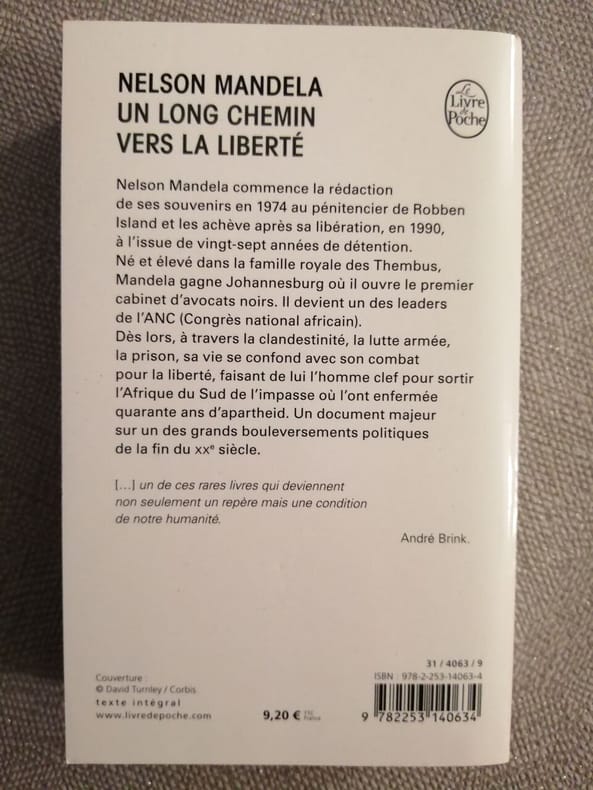 NELSON MANDELA
UN LONG CHEMIN
VERS LA LIBERTÉ
Le
Livre
de
Poche
Nelson Mandela commence la rédaction
de ses souvenirs en 1974 au pénitencier de Robben
Island et les achève après sa libération, en 1990,
à l'issue de vingt-sept années de détention.
Né et élevé dans la famille royale des Thembus,
Mandela gagne Johannesburg où il ouvre le premier
cabinet d'avocats noirs. Il devient un des leaders
de l'ANC (Congrès national africain).
Dès lors, à travers la clandestinité, la lutte armée,
la prison, sa vie se confond avec son combat
pour la liberté, faisant de lui l'homme clef pour sortir
l'Afrique du Sud de l'impasse où l'ont enfermée
quarante ans d'apartheid. Un document majeur
sur un des grands bouleversements politiques
de la fin du XXe siècle.
[...] un de ces rares livres qui deviennent
non seulement un repère mais une condition
de notre humanité.
André Brink.
Couverture :
© David Turnley / Corbis.
texte intégral
www.livredepoche.com
9,20 € TTC
France
31 / 4063 / 9
ISBN : 978-2-253-14063-4
9 782253 140634